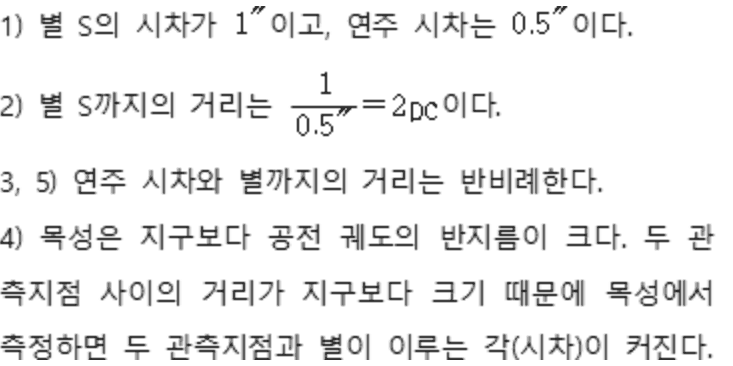 1) 별 S의 시차가 1″이고, 연주 시차는 0.5″이다.
2) 별 S까지의 거리는 1/0.5″=2pc이다.
3, 5) 연주 시차와 별까지의 거리는 반비례한다.
4) 목성은 지구보다 공전 궤도의 반지름이 크다. 두 관
측지점 사이의 거리가 지구보다 크기 때문에 목성에서
측정하면 두 관측지점과 별이 이루는 각(시차)이 커진다.